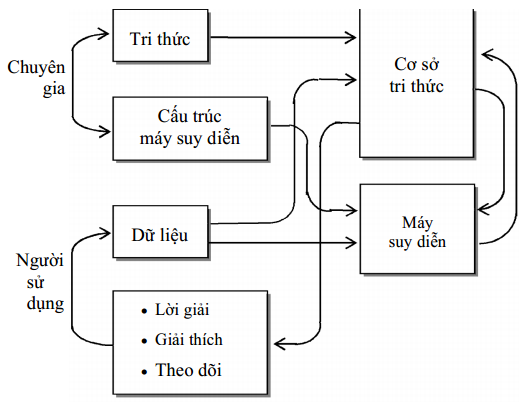 Chuyên
gia
Tri thức
Cấu trúc
máy suy diễn
Cơ sở
tri thức
Người
sử
dụng
Dữ liệu
Máy
suy diễn
• Lời giải
• Giải thích
• Theo dõi